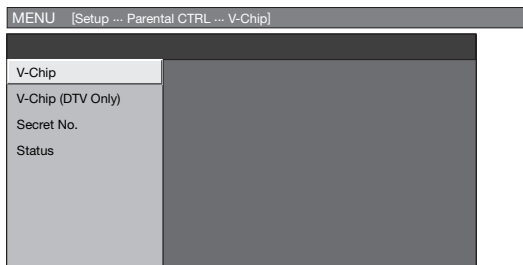 MENU [Setup ··· Parental CTRL ··· V-Chip]
V-Chip
V-Chip (DTV Only)
Secret No.
Status